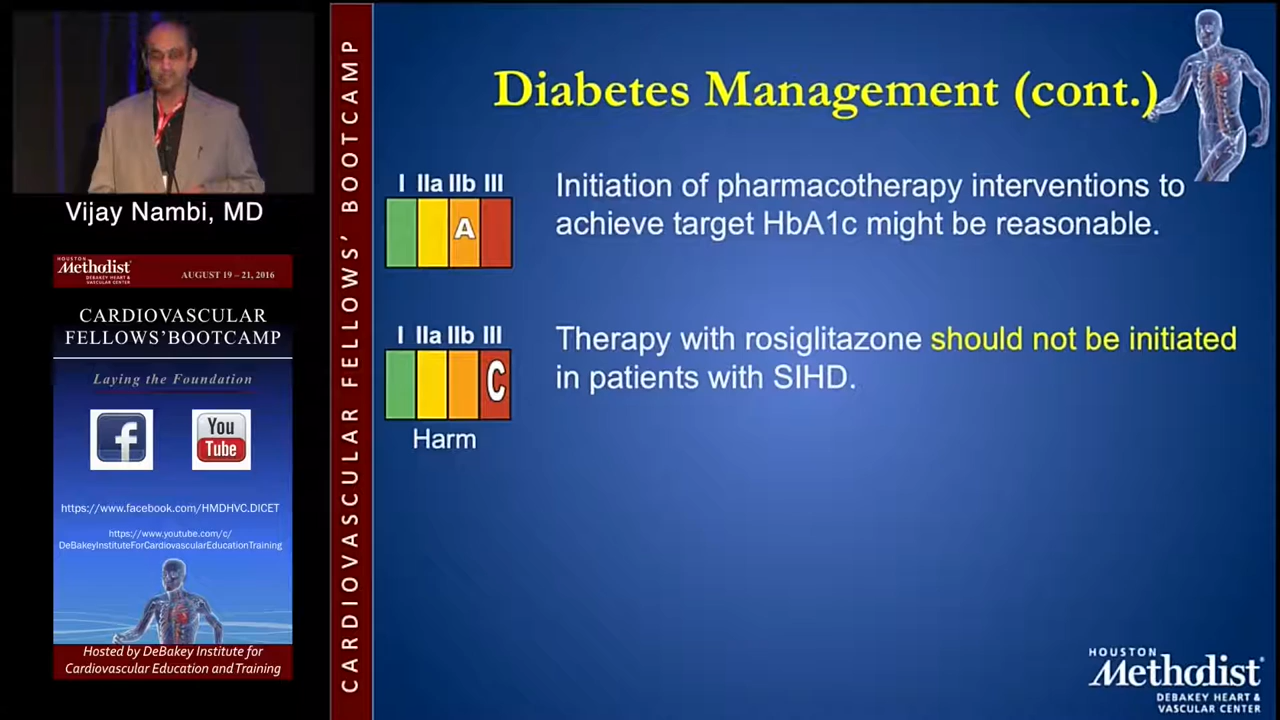 Vijay Nambi, MD
HOUSTON
Methodist
DEBAKEY HEART &
VASCULAR CENTER
AUGUST 19 – 21, 2016
CARDIOVASCULAR
FELLOWS'BOOTCAMP
Laying the Foundation
f
You
Tube
https://www.facebook.com/HMDHVC.DICET
https://www.youtube.com/c/
DeBakeyInstituteForCardiovascularEducationTraining
Hosted by DeBakey Institute for
Cardiovascular Education and Training
CARDIOVASCULAR FELLOWS' BOOTCAMP
Diabetes Management (cont.)
I IIa IIb III
A
Initiation of pharmacotherapy interventions to
achieve target HbA1c might be reasonable.
I IIa IIb III
C
Harm
Therapy with rosiglitazone should not be initiated
in patients with SIHD.
HOUSTON
Methodist
DEBAKEY HEART &
VASCULAR CENTER